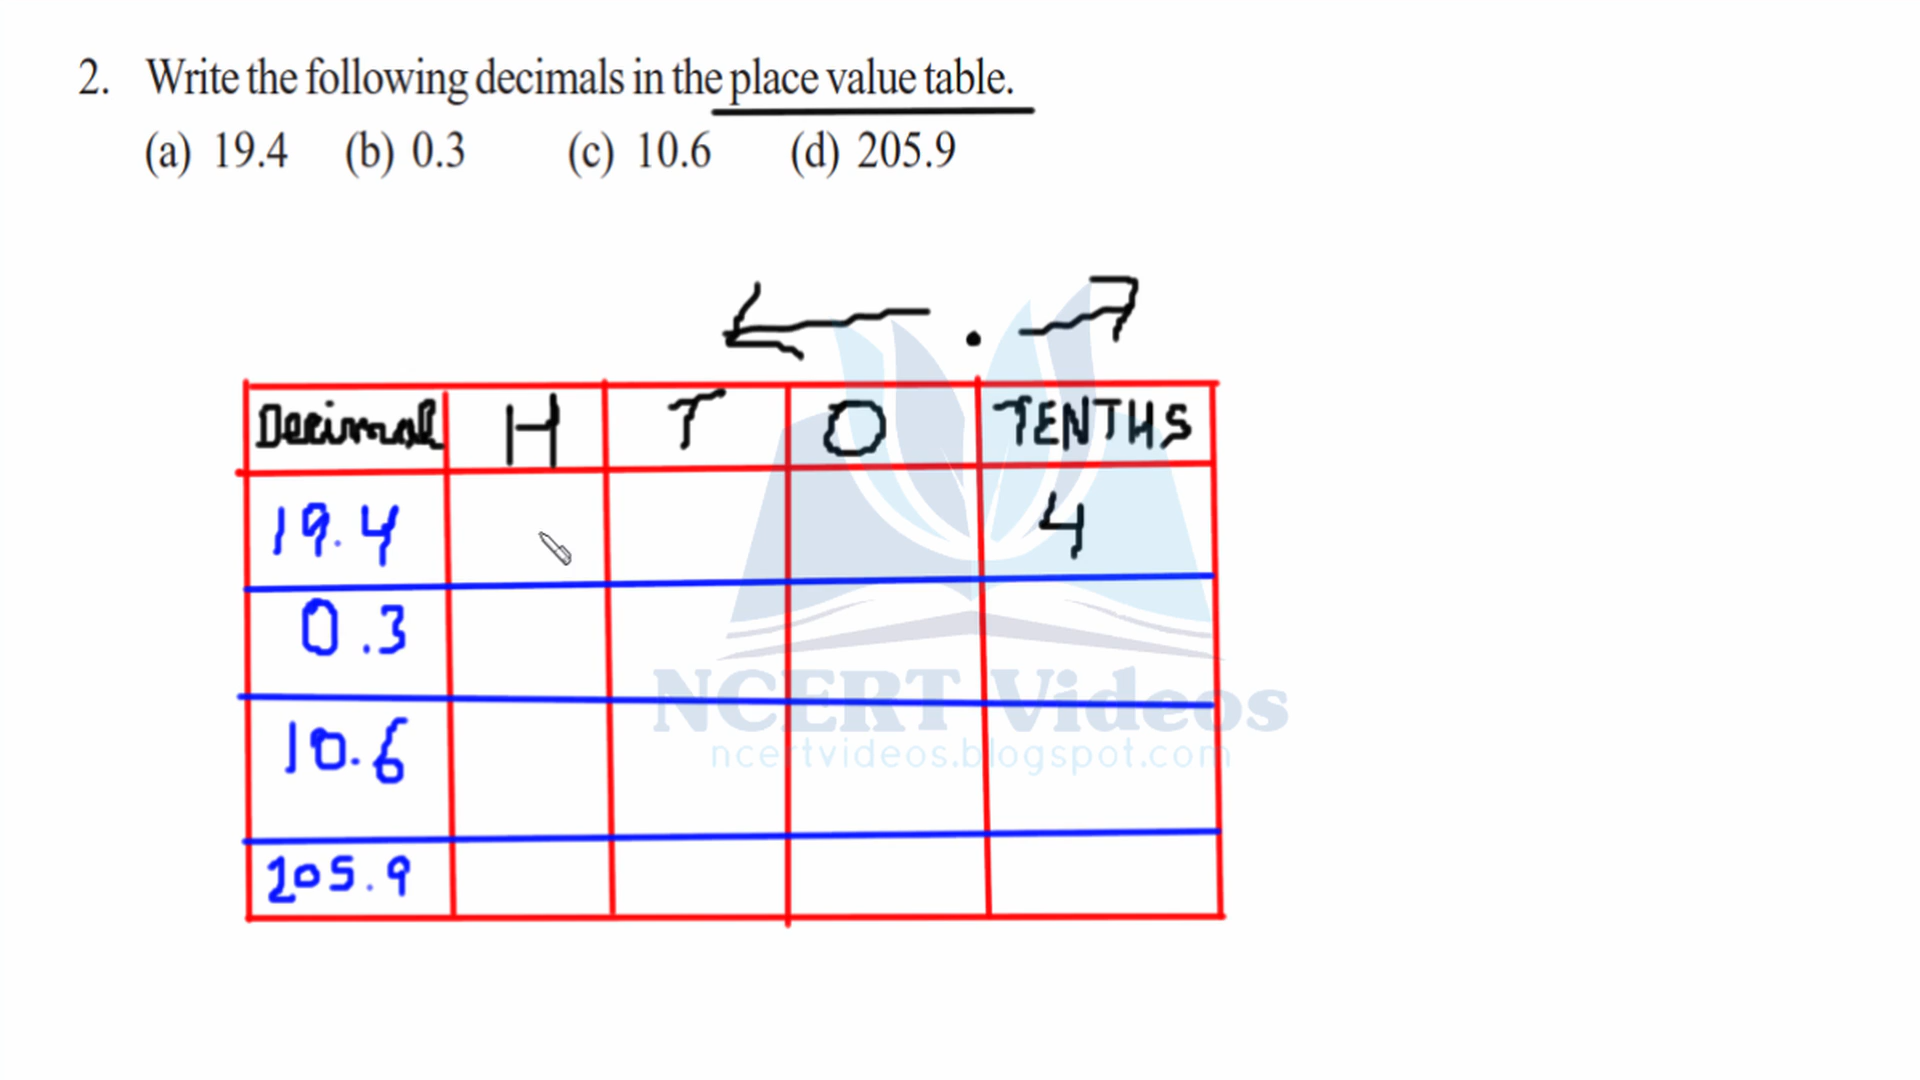 2. Write the following decimals in the place value table.
(a) 19.4 (b) 0.3 (c) 10.6 (d) 205.9
Decimal H T O TENTHS
19.4 4
0.3
10.6
205.9
NCERT Videos
ncertvideos.blogspot.com